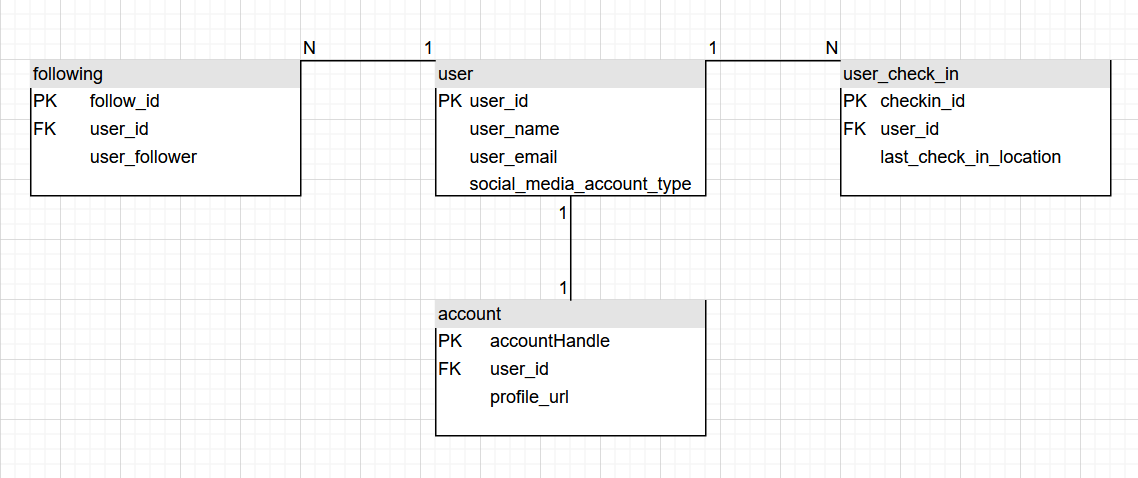 N 1
1 N
following
PK follow_id
FK user_id
user_follower
user
PK user_id
user_name
user_email
social_media_account_type
user_check_in
PK checkin_id
FK user_id
last_check_in_location
1
1
account
PK accountHandle
FK user_id
profile_url